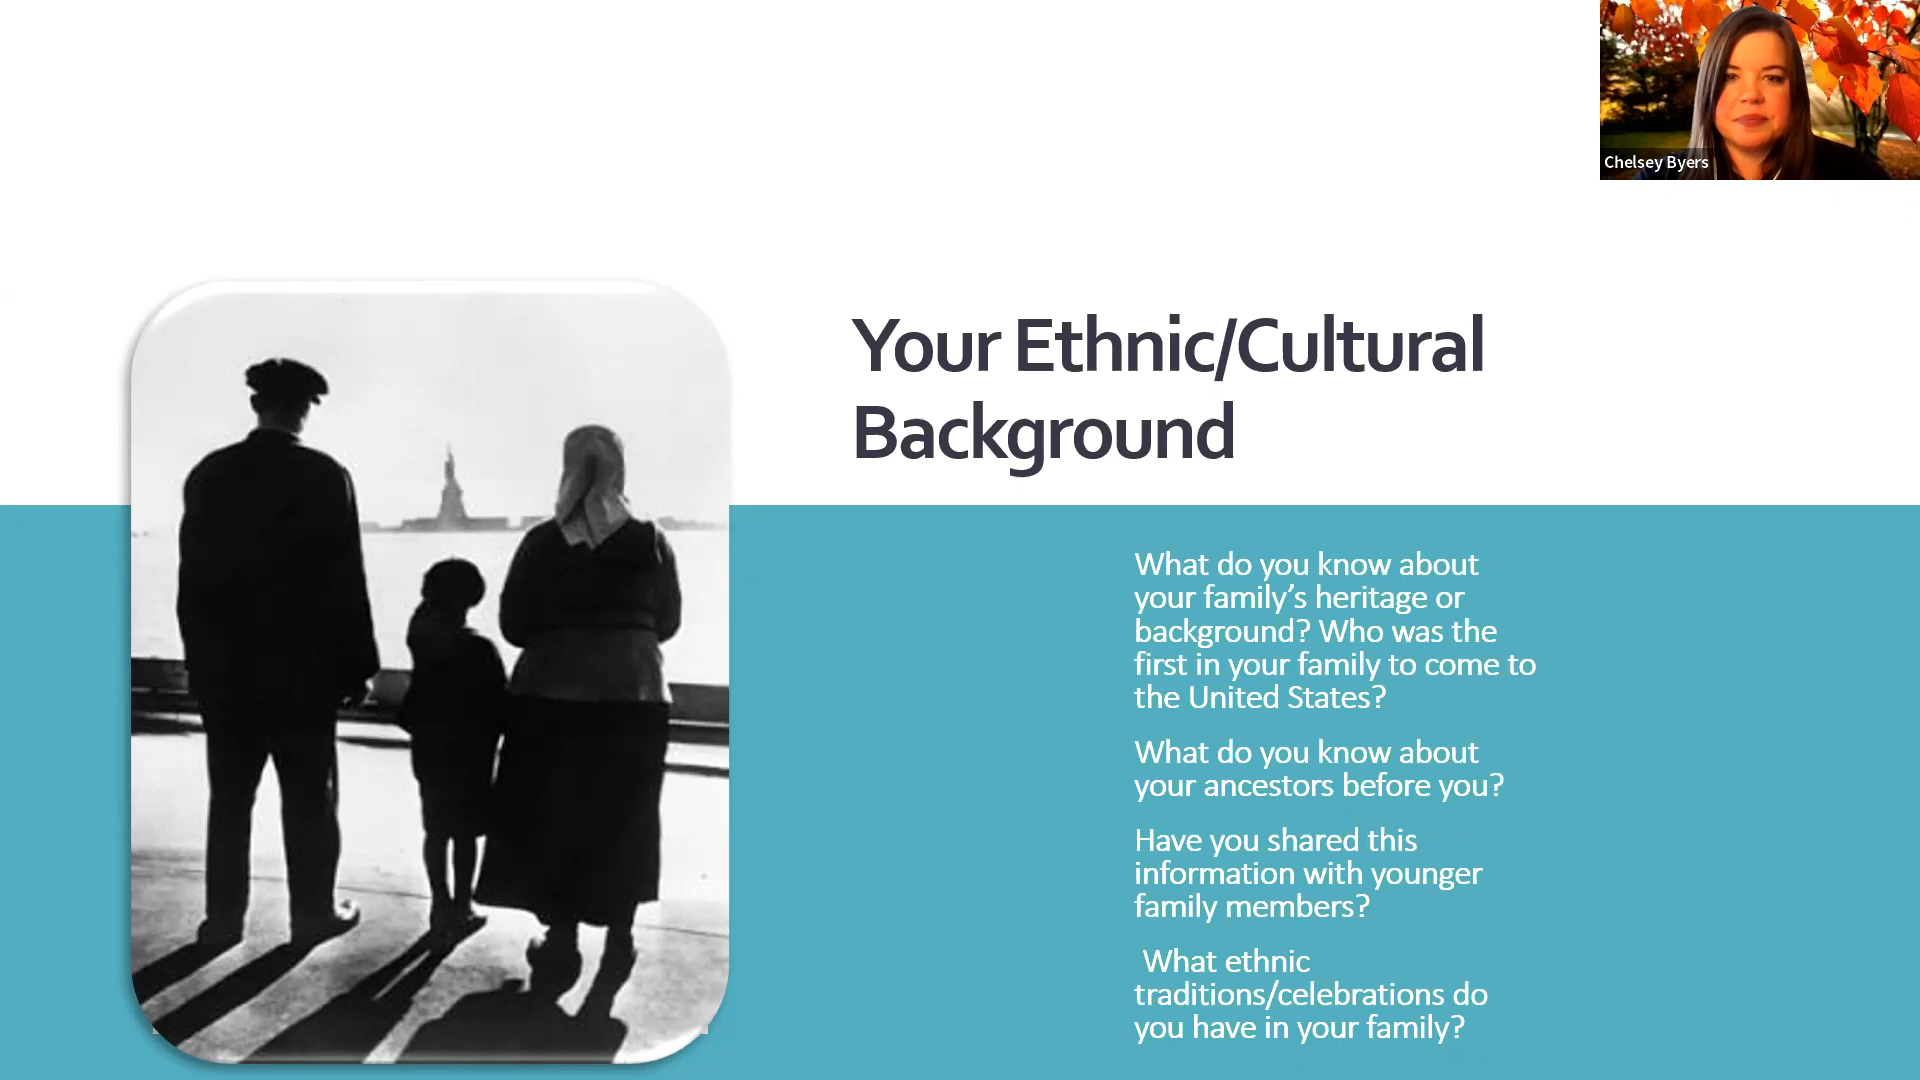 Chelsey Byers
Your Ethnic/Cultural
Background
What do you know about
your family’s heritage or
background? Who was the
first in your family to come to
the United States?
What do you know about
your ancestors before you?
Have you shared this
information with younger
family members?
What ethnic
traditions/celebrations do
you have in your family?